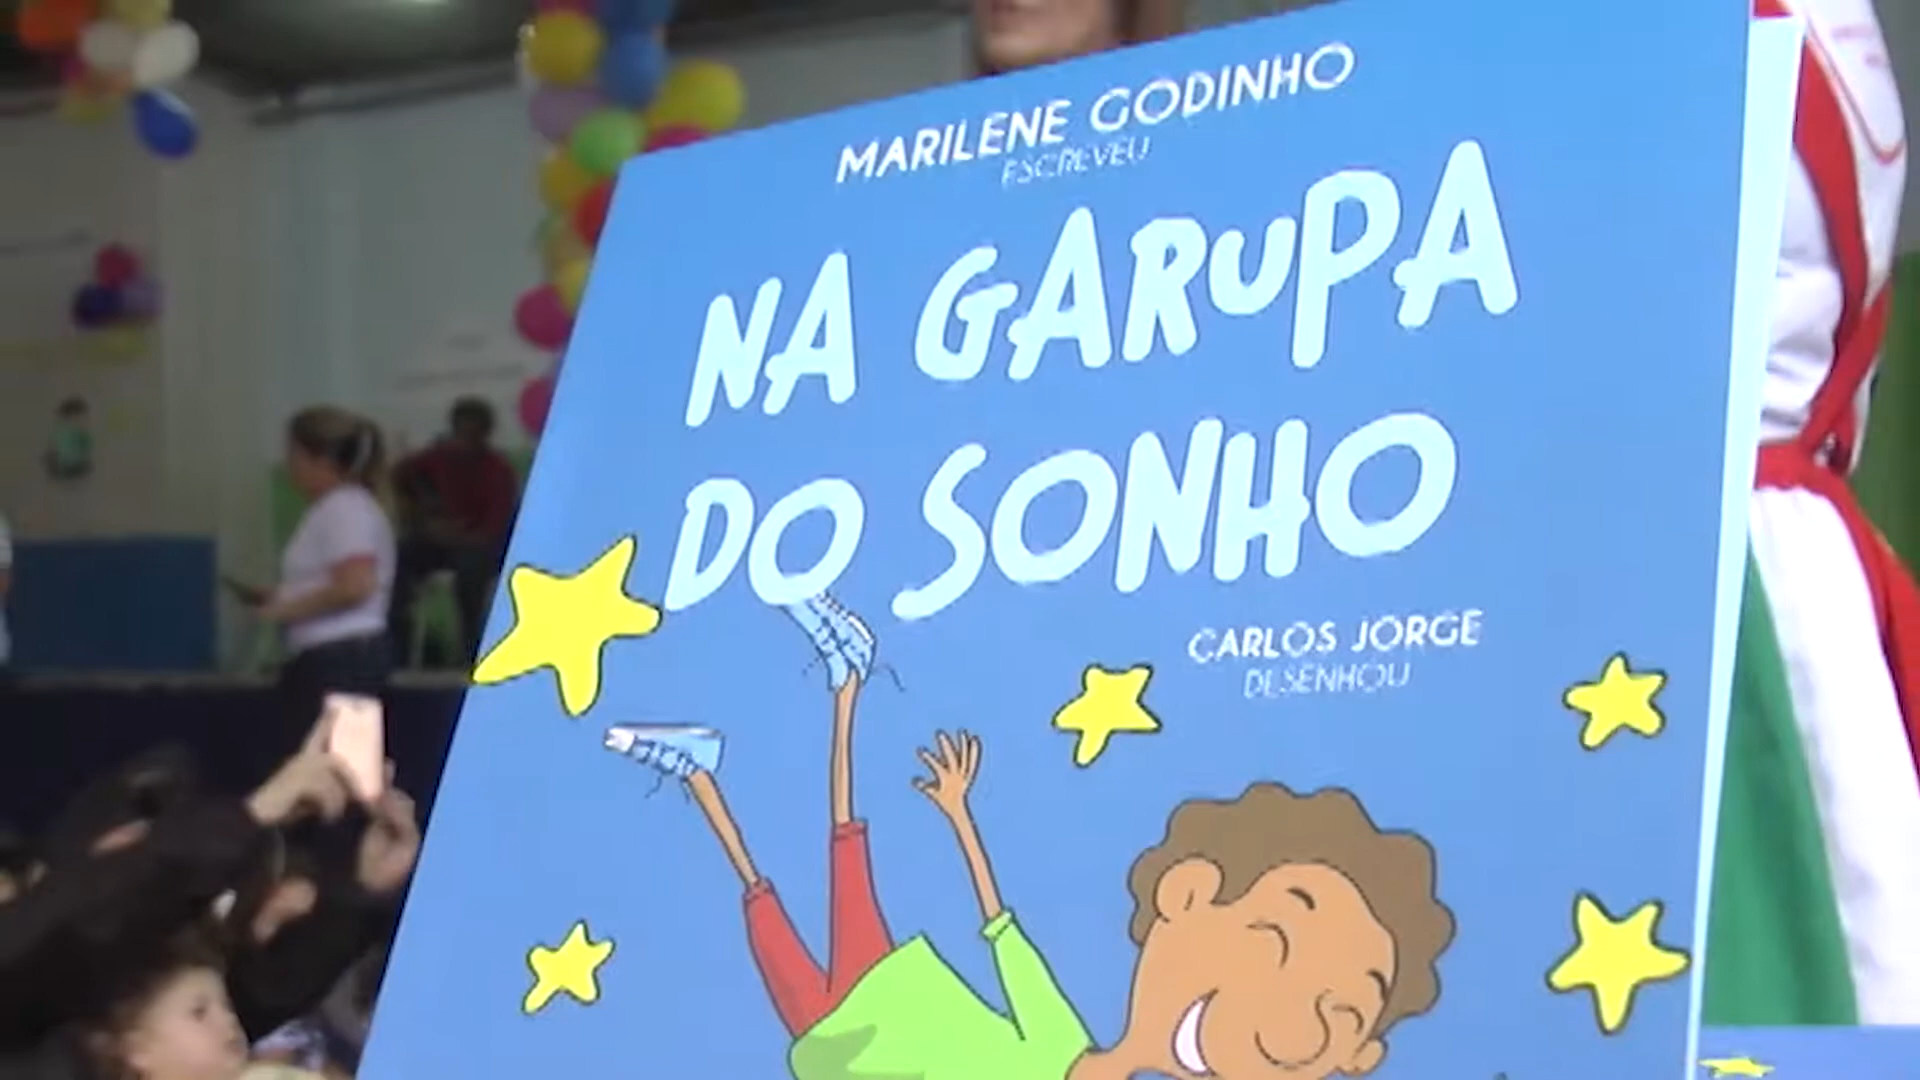 MARILENE GODINHO
ESCREVEU
NA GARUPA
DO SONHO
CARLOS JORGE
DESENHOU